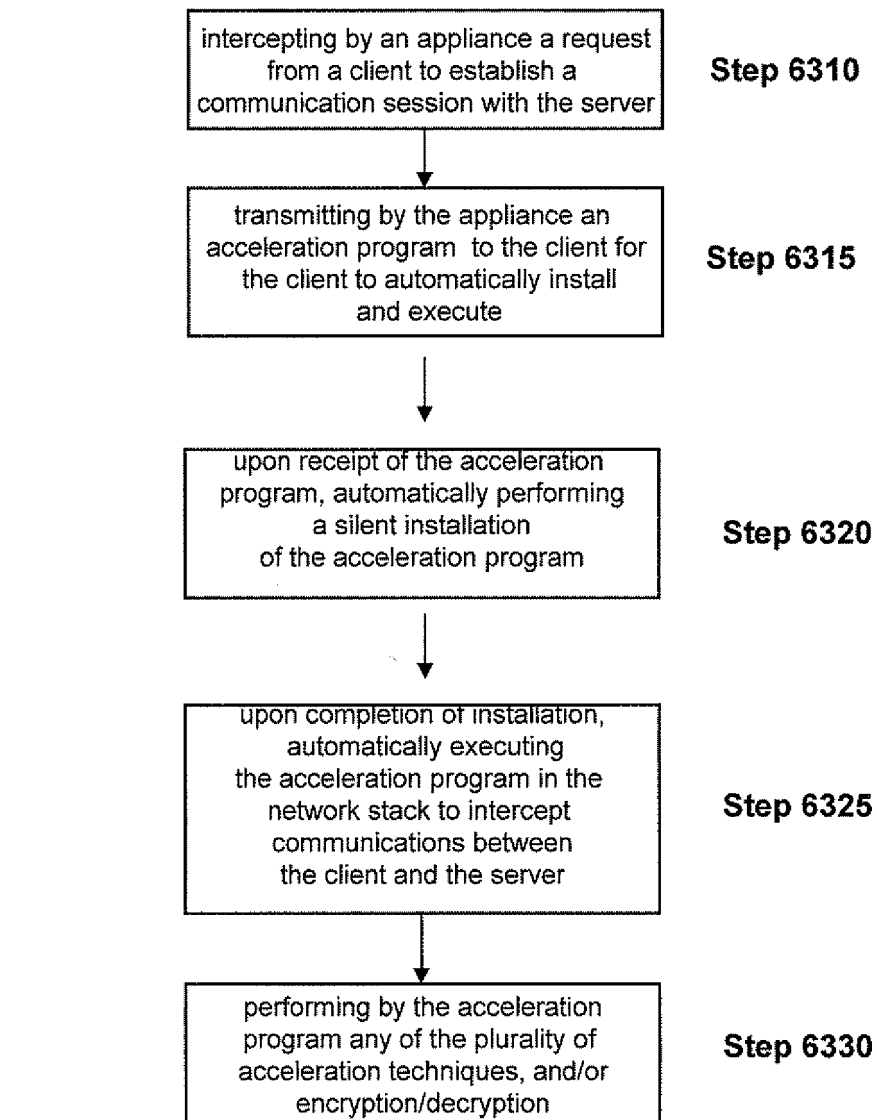 intercepting by an appliance a request
from a client to establish a
communication session with the server
Step 6310
transmitting by the appliance an
acceleration program to the client for
the client to automatically install
and execute
Step 6315
upon receipt of the acceleration
program, automatically performing
a silent installation
of the acceleration program
Step 6320
upon completion of installation,
automatically executing
the acceleration program in the
network stack to intercept
communications between
the client and the server
Step 6325
performing by the acceleration
program any of the plurality of
acceleration techniques, and/or
encryption/decryption
Step 6330